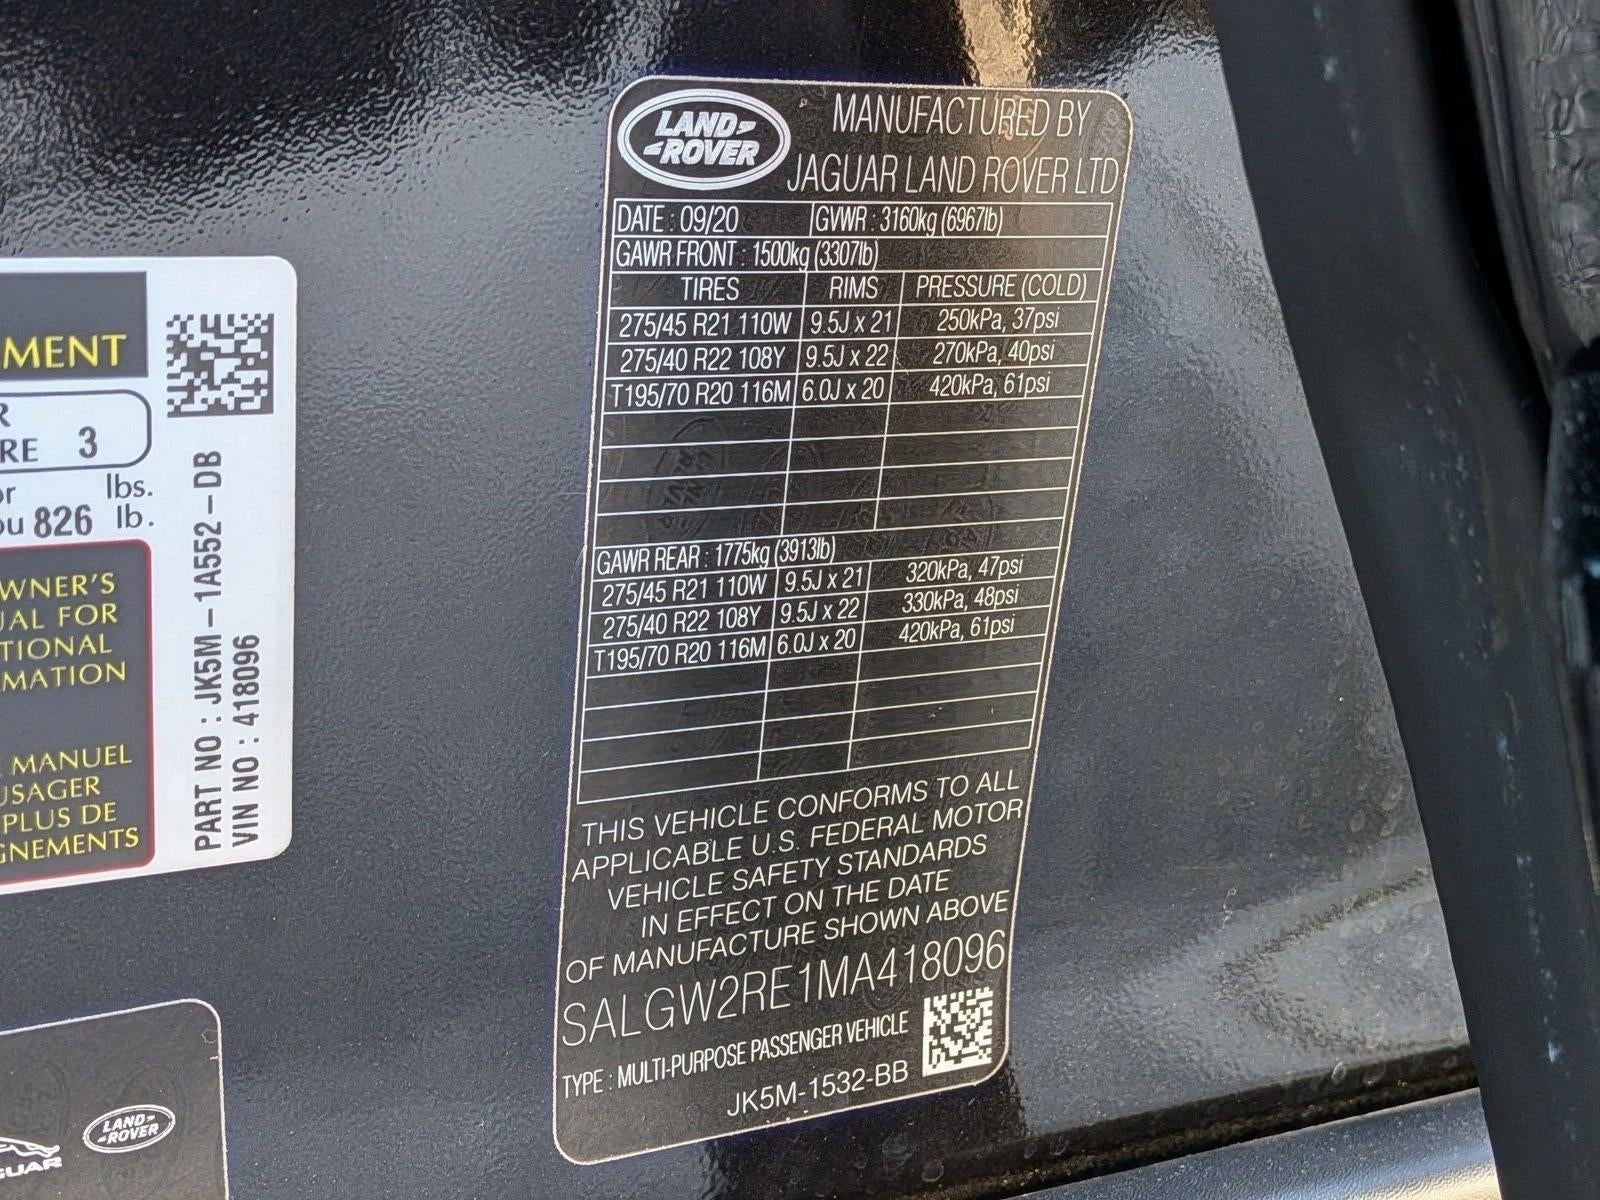 MENT
R
RE 3
or lbs.
ou 826 lb.
WNER'S
UAL FOR
TIONAL
MATION
MANUEL
USAGER
PLUS DE
GNEMENTS
PART NO : JK5M-1A552-DB
VIN NO : 418096
LAND-
ROVER
GUAR
LAND-
-ROVER
MANUFACTURED BY
JAGUAR LAND ROVER LTD
DATE : 09/20 GVWR : 3160kg (6967lb)
GAWR FRONT : 1500kg (3307lb)
TIRES RIMS PRESSURE (COLD)
275/45 R21 110W 9.5J x 21 250kPa, 37psi
275/40 R22 108Y 9.5J x 22 270kPa, 40psi
T195/70 R20 116M 6.0J x 20 420kPa, 61psi
GAWR REAR : 1775kg (3913lb)
275/45 R21 110W 9.5J x 21 320kPa, 47psi
275/40 R22 108Y 9.5J x 22 330kPa, 48psi
T195/70 R20 116M 6.0J x 20 420kPa, 61psi
THIS VEHICLE CONFORMS TO ALL
APPLICABLE U.S. FEDERAL MOTOR
VEHICLE SAFETY STANDARDS
IN EFFECT ON THE DATE
OF MANUFACTURE SHOWN ABOVE
SALGW2RE1MA418096
TYPE : MULTI-PURPOSE PASSENGER VEHICLE
JK5M-1532-BB